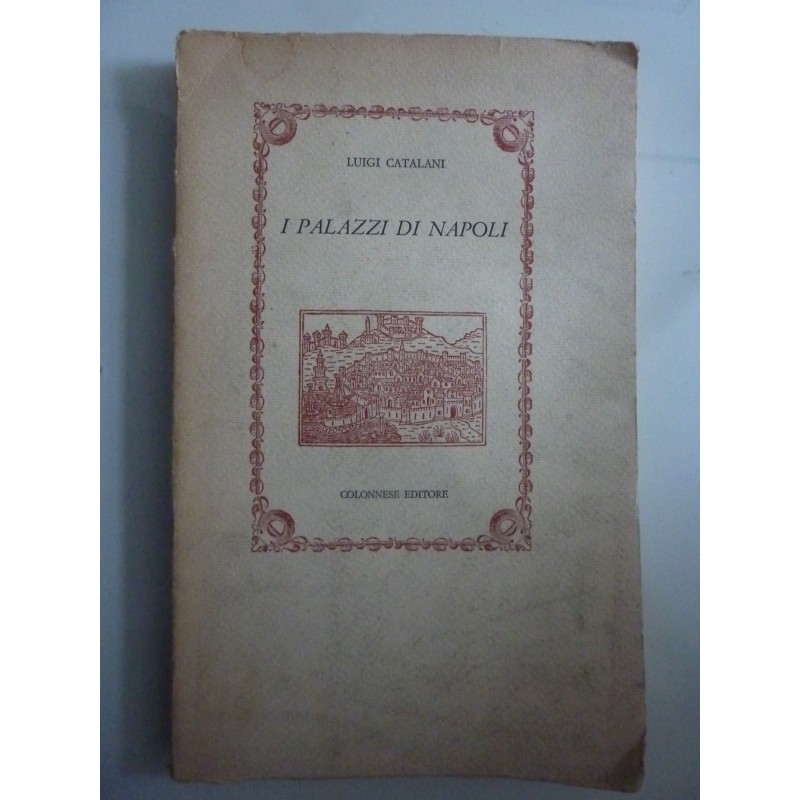 LUIGI CATALANI
I PALAZZI DI NAPOLI
COLONNESE EDITORE